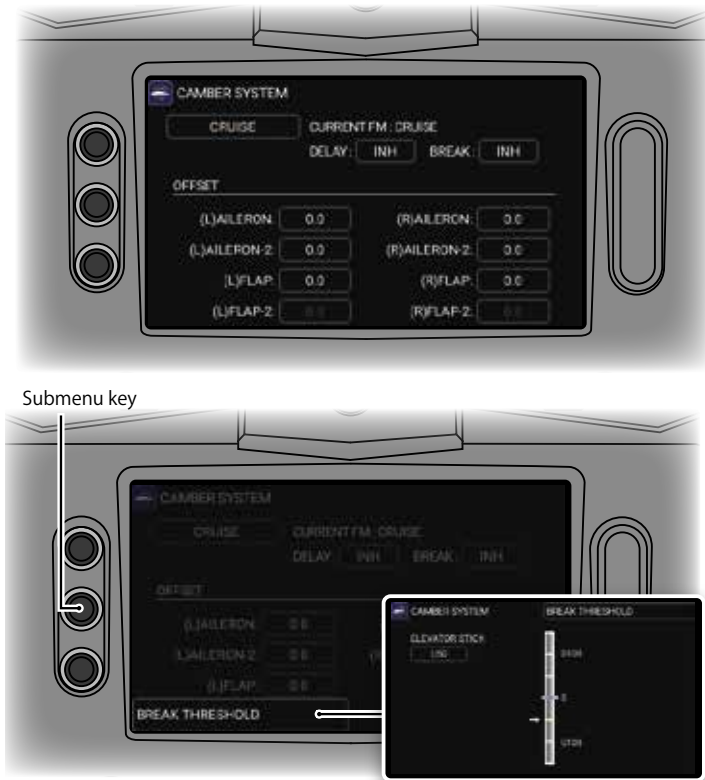 CAMBER SYSTEM
CRUISE CURRENT FM : CRUISE
DELAY : INH BREAK : INH
OFFSET
(L)AILERON: 0.0 (R)AILERON: 0.0
(L)AILERON-2: 0.0 (R)AILERON-2: 0.0
(L)FLAP: 0.0 (R)FLAP: 0.0
(L)FLAP-2: 0.0 (R)FLAP-2: 0.0
Submenu key
CAMBER SYSTEM
CRUISE CURRENT FM : CRUISE
DELAY : INH BREAK : INH
OFFSET
(L)AILERON: 0.0
(L)AILERON-2: 0.0
(L)FLAP: 0.0
BREAK THRESHOLD
CAMBER SYSTEM BREAK THRESHOLD
ELEVATOR STICK